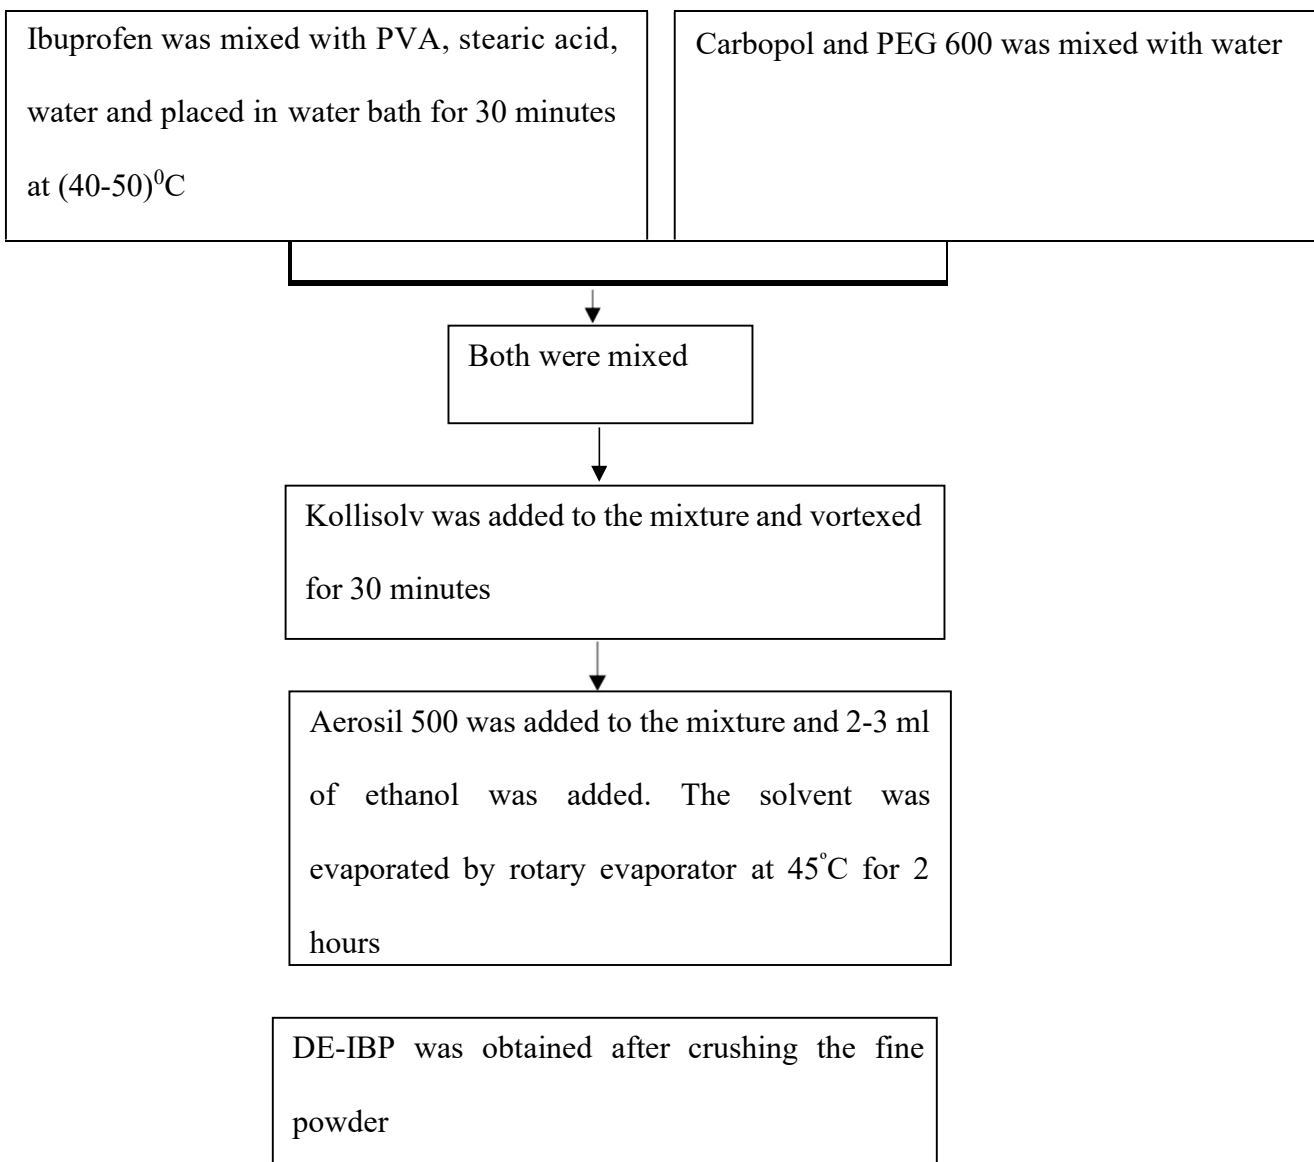 Ibuprofen was mixed with PVA, stearic acid,
water and placed in water bath for 30 minutes
at (40-50)⁰C
Carbopol and PEG 600 was mixed with water
Both were mixed
Kollisolv was added to the mixture and vortexed
for 30 minutes
Aerosil 500 was added to the mixture and 2-3 ml
of ethanol was added. The solvent was
evaporated by rotary evaporator at 45°C for 2
hours
DE-IBP was obtained after crushing the fine
powder